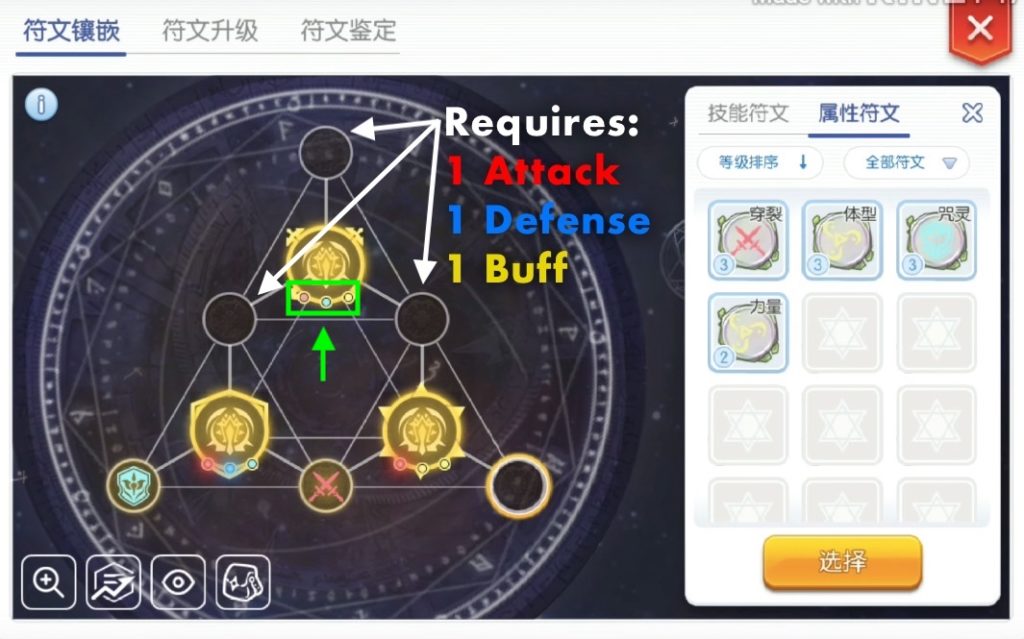 符文镶嵌 符文升级 符文鉴定
Requires:
1 Attack
1 Defense
1 Buff
技能符文 属性符文
等级排序 ↓ 全部符文
穿裂 体型 咒灵
3 3 3
力量
2
选择